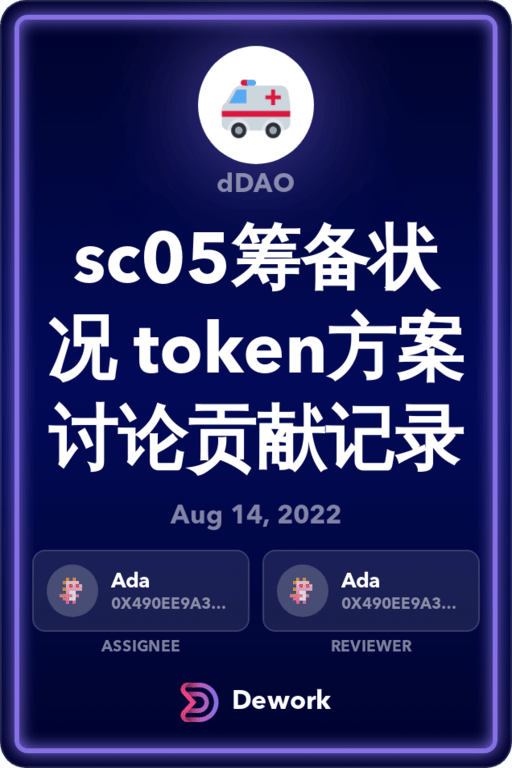 dDAO
sc05筹备状
况 token方案
讨论贡献记录
Aug 14, 2022
Ada
0X490EE9A3...
Ada
0X490EE9A3...
ASSIGNEE
REVIEWER
Dework